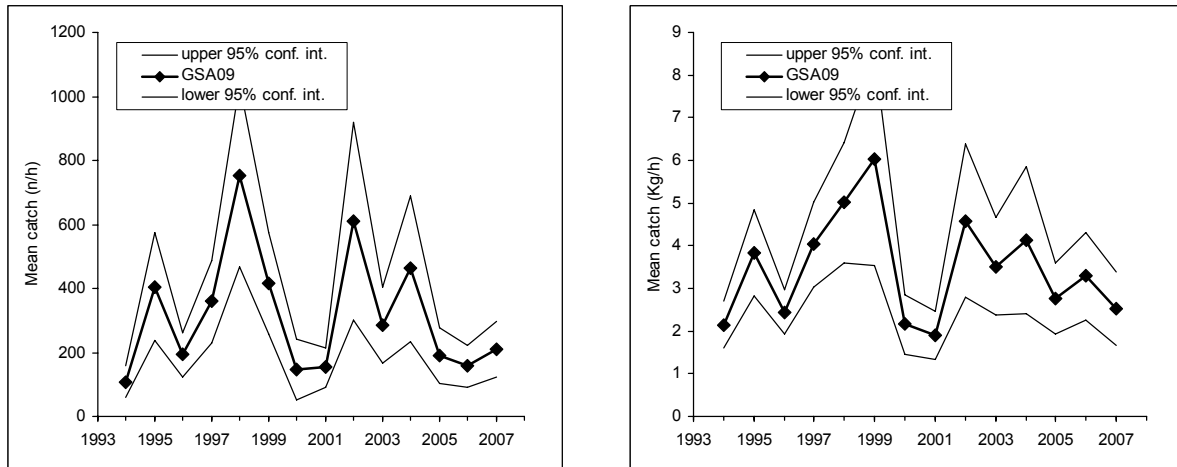 Mean catch (n/h)
1200
1000
800
600
400
200
0
upper 95% conf. int.
GSA09
lower 95% conf. int.
1993 1995 1997 1999 2001 2003 2005 2007
Mean catch (Kg/h)
9
8
7
6
5
4
3
2
1
0
upper 95% conf. int.
GSA09
lower 95% conf. int.
1993 1995 1997 1999 2001 2003 2005 2007